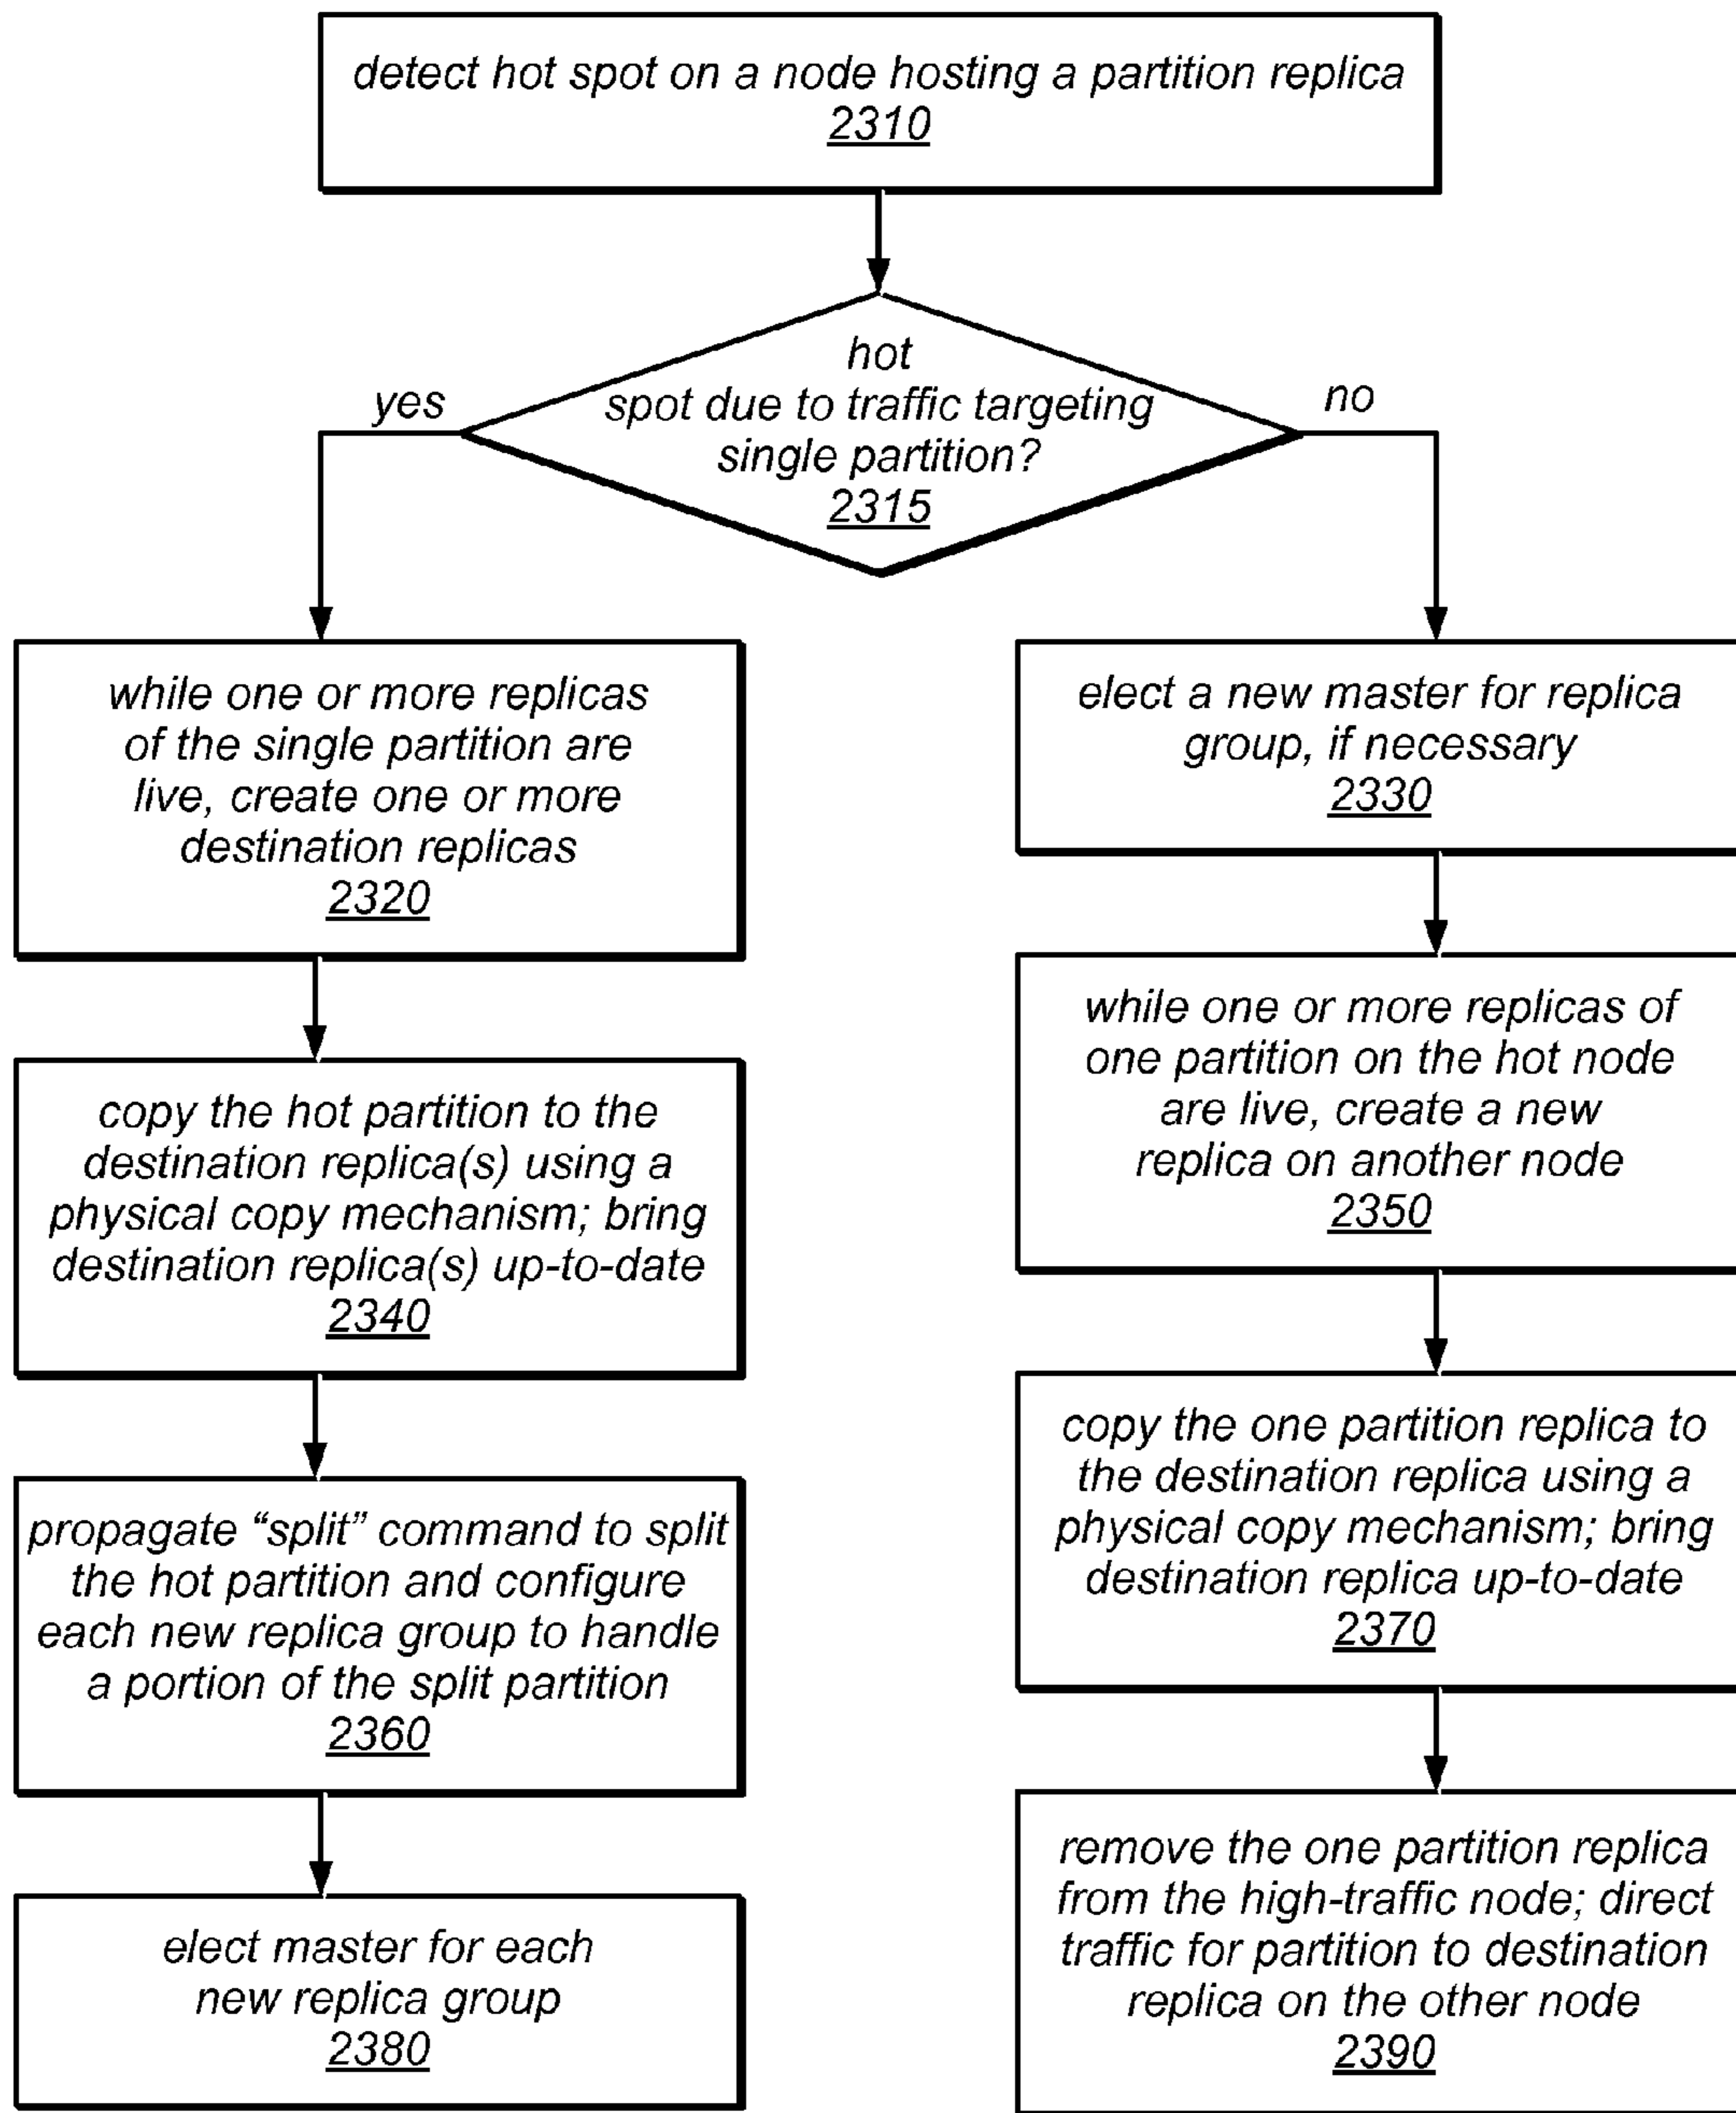 detect hot spot on a node hosting a partition replica
2310
hot
spot due to traffic targeting
single partition?
2315
yes
no
while one or more replicas
of the single partition are
live, create one or more
destination replicas
2320
copy the hot partition to the
destination replica(s) using a
physical copy mechanism; bring
destination replica(s) up-to-date
2340
propagate “split” command to split
the hot partition and configure
each new replica group to handle
a portion of the split partition
2360
elect master for each
new replica group
2380
elect a new master for replica
group, if necessary
2330
while one or more replicas of
one partition on the hot node
are live, create a new
replica on another node
2350
copy the one partition replica to
the destination replica using a
physical copy mechanism; bring
destination replica up-to-date
2370
remove the one partition replica
from the high-traffic node; direct
traffic for partition to destination
replica on the other node
2390